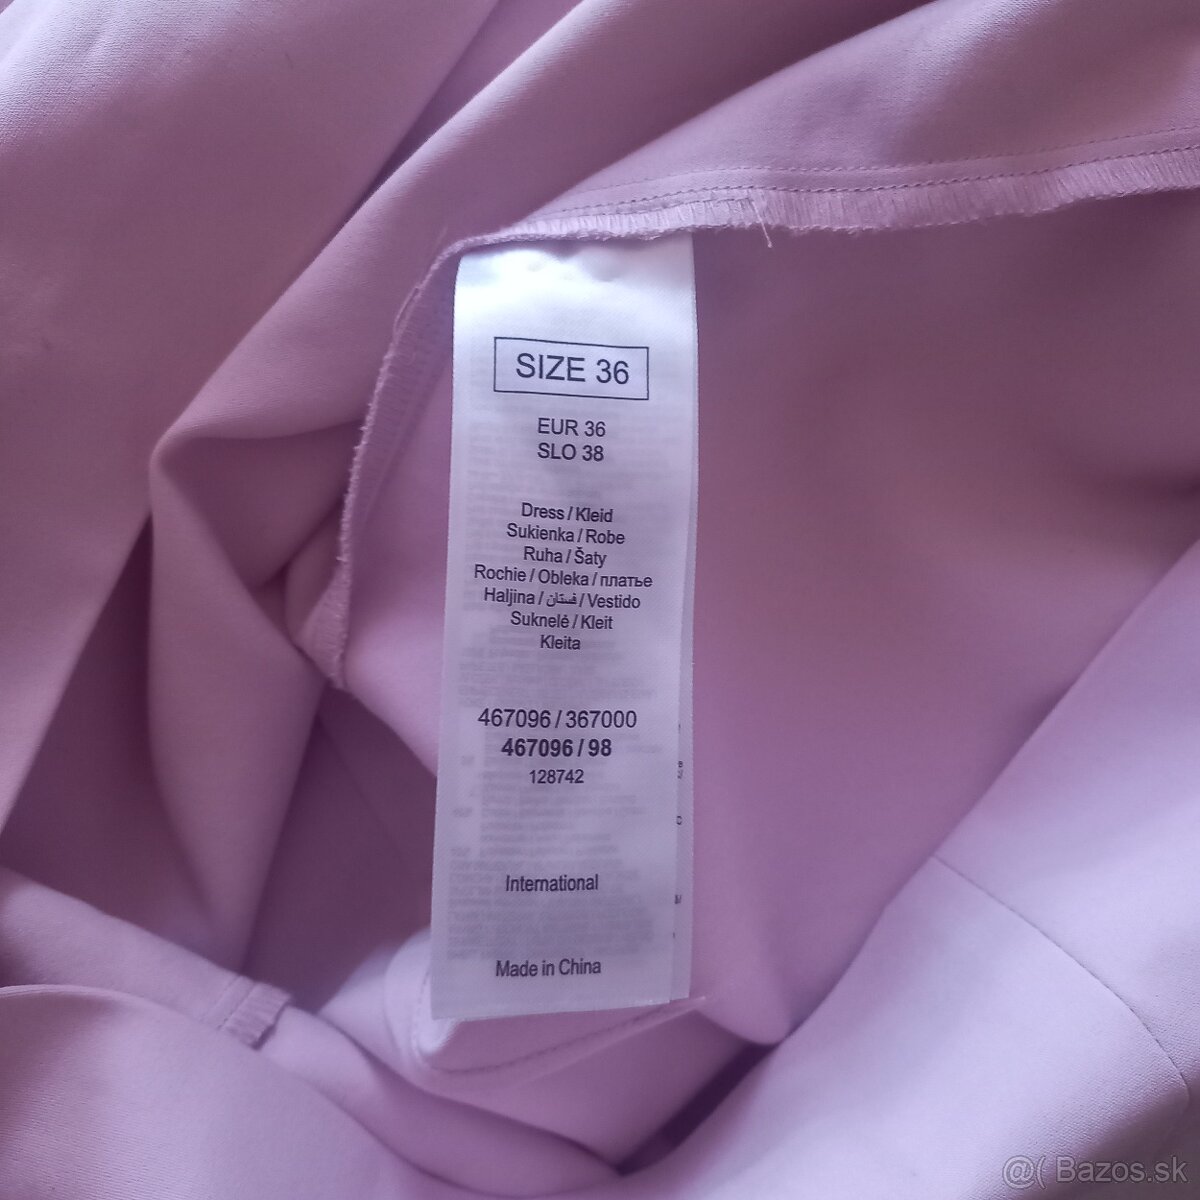 SIZE 36
EUR 36
SLO 38
Dress / Kleid
Sukienka / Robe
Ruha / Šaty
Rochie / Obleka / платье
Haljina / فستان / Vestido
Suknelė / Kleit
Kleita
467096 / 367000
467096 / 98
128742
International
Made in China
@( Bazos.sk